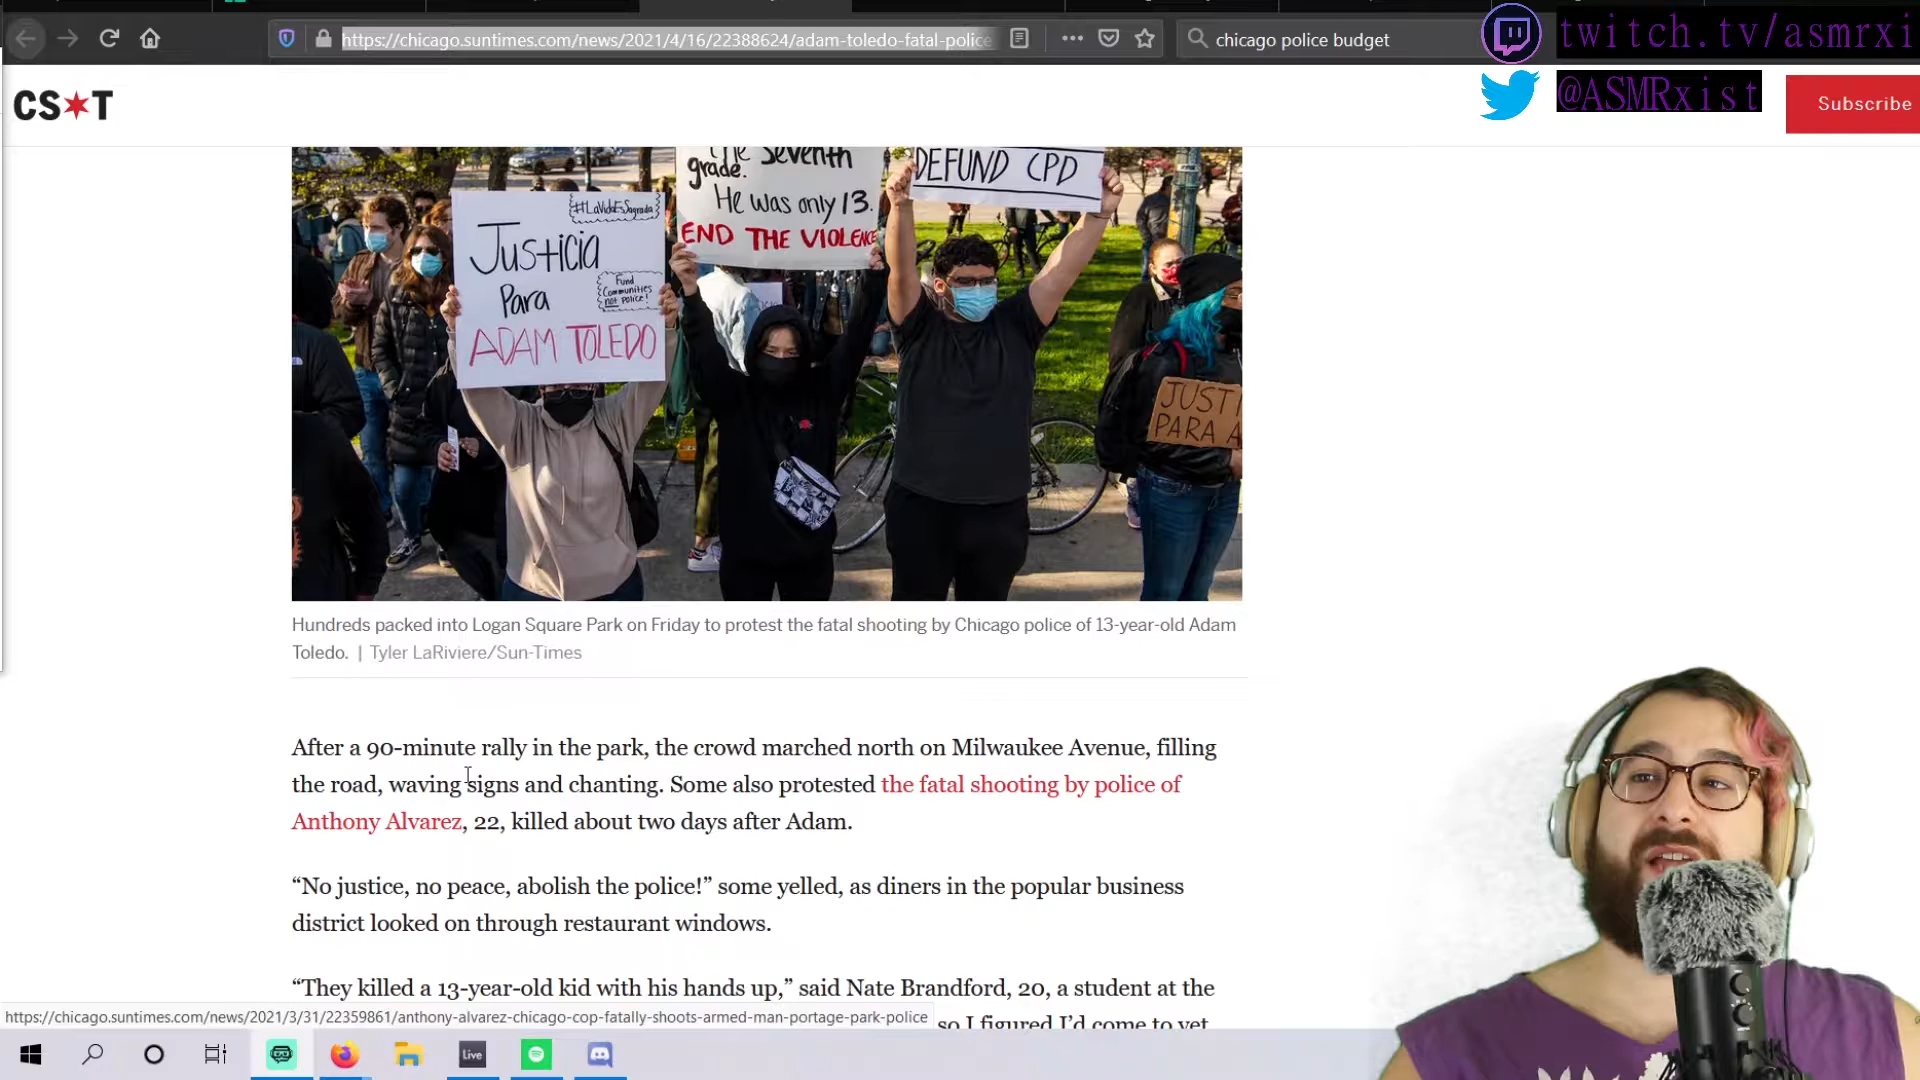 https://chicago.suntimes.com/news/2021/4/16/22388624/adam-toledo-fatal-police
chicago police budget
twitch.tv/asmrxi
@ASMRxist
CS T
Subscribe
The Seventh
grade.
He was only 13.
END THE VIOLENCE
DEFUND CPD
#LaVidaEsSagrada
Justicia
Para
ADAM TOLEDO
Fund
Communities
not Police!
JUSTI
PARA A
Hundreds packed into Logan Square Park on Friday to protest the fatal shooting by Chicago police of 13-year-old Adam
Toledo. | Tyler LaRiviere/Sun-Times
After a 90-minute rally in the park, the crowd marched north on Milwaukee Avenue, filling
the road, waving signs and chanting. Some also protested the fatal shooting by police of
Anthony Alvarez, 22, killed about two days after Adam.
“No justice, no peace, abolish the police!” some yelled, as diners in the popular business
district looked on through restaurant windows.
“They killed a 13-year-old kid with his hands up,” said Nate Brandford, 20, a student at the
so I figured I’d come to vet
https://chicago.suntimes.com/news/2021/3/31/22359861/anthony-alvarez-chicago-cop-fatally-shoots-armed-man-portage-park-police
Live